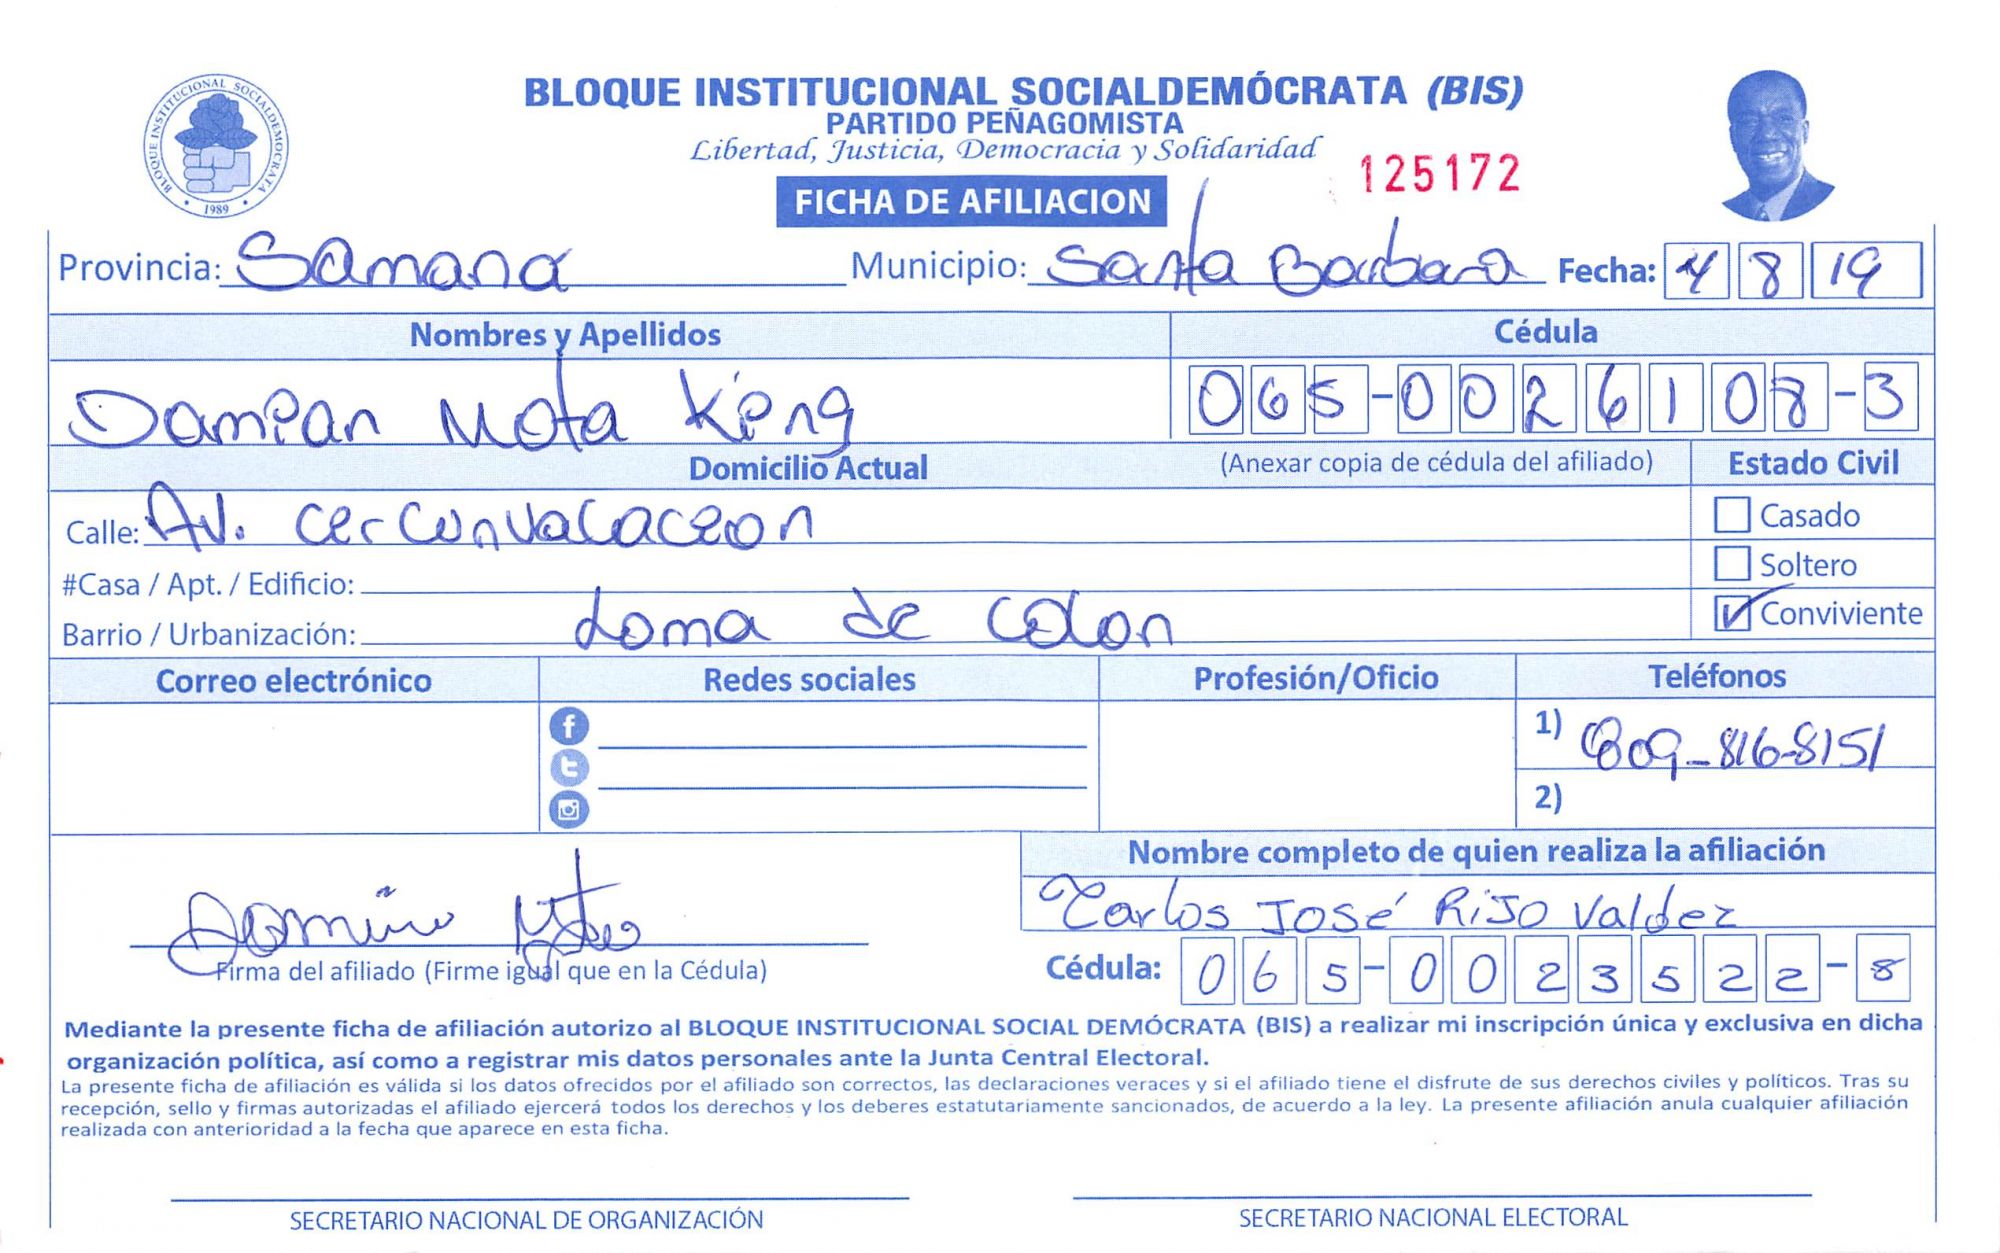 BLOQUE INSTITUCIONAL SOCIALDEMÓCRATA (BIS)
PARTIDO PEÑAGOMISTA
Libertad, Justicia, Democracia y Solidaridad
125172
FICHA DE AFILIACION
BLOQUE INSTITUCIONAL SOCIALDEMOCRATA
1989
Provincia: Samana Municipio: Santa Barbara Fecha: 4 8 19
Nombres y Apellidos Cédula
Damian Mota King 065-0026108-3
Domicilio Actual (Anexar copia de cédula del afiliado) Estado Civil
Calle: Av. cerconvalaceon Casado
#Casa / Apt. / Edificio: Soltero
Barrio / Urbanización: Loma de colon Conviviente
Correo electrónico Redes sociales Profesión/Oficio Teléfonos
1) 809-816-8151
2)
Nombre completo de quien realiza la afiliación
Carlos José Rijo Valdez
Firma del afiliado (Firme igual que en la Cédula) Cédula: 065-0023522-8
Mediante la presente ficha de afiliación autorizo al BLOQUE INSTITUCIONAL SOCIAL DEMÓCRATA (BIS) a realizar mi inscripción única y exclusiva en dicha
organización política, así como a registrar mis datos personales ante la Junta Central Electoral.
La presente ficha de afiliación es válida si los datos ofrecidos por el afiliado son correctos, las declaraciones veraces y si el afiliado tiene el disfrute de sus derechos civiles y políticos. Tras su
recepción, sello y firmas autorizadas el afiliado ejercerá todos los derechos y los deberes estatutariamente sancionados, de acuerdo a la ley. La presente afiliación anula cualquier afiliación
realizada con anterioridad a la fecha que aparece en esta ficha.
SECRETARIO NACIONAL DE ORGANIZACIÓN SECRETARIO NACIONAL ELECTORAL